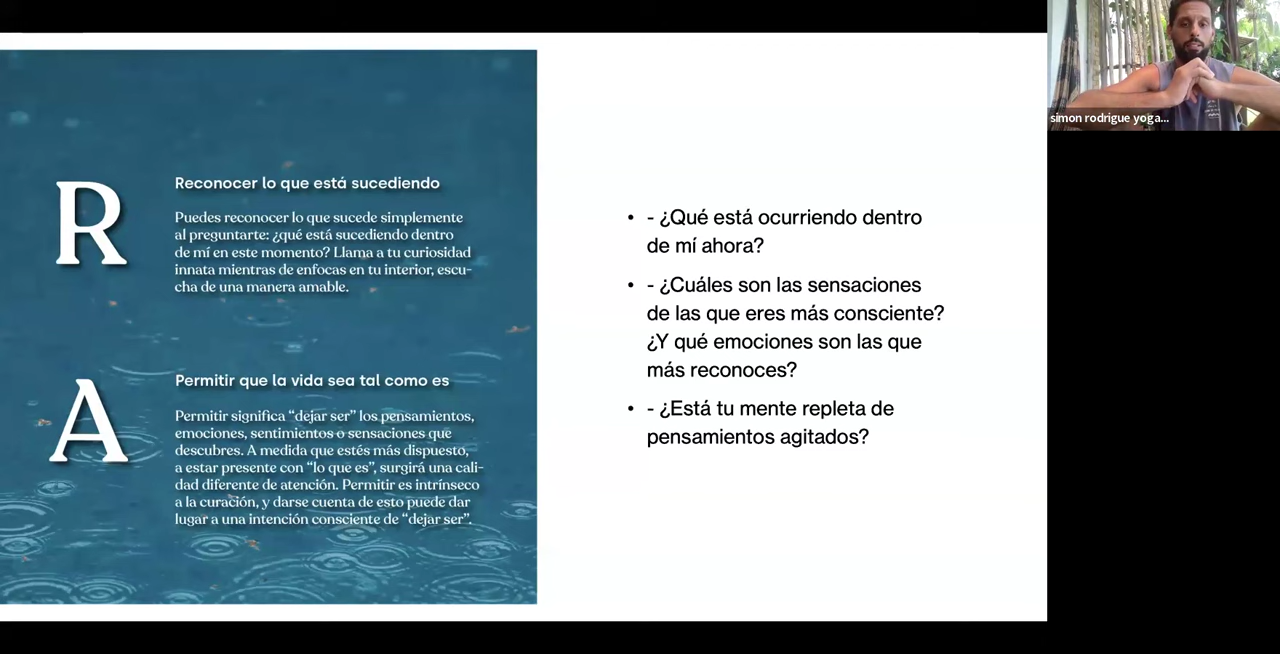 R
Reconocer lo que está sucediendo
Puedes reconocer lo que sucede simplemente
al preguntarte: ¿qué está sucediendo dentro
de mí en este momento? Llama a tu curiosidad
innata mientras de enfocas en tu interior, escu-
cha de una manera amable.
A
Permitir que la vida sea tal como es
Permitir significa “dejar ser” los pensamientos,
emociones, sentimientos o sensaciones que
descubres. A medida que estés más dispuesto,
a estar presente con “lo que es”, surgirá una cali-
dad diferente de atención. Permitir es intrínseco
a la curación, y darse cuenta de esto puede dar
lugar a una intención consciente de “dejar ser”.
• - ¿Qué está ocurriendo dentro
de mí ahora?
• - ¿Cuáles son las sensaciones
de las que eres más consciente?
¿Y qué emociones son las que
más reconoces?
• - ¿Está tu mente repleta de
pensamientos agitados?
simon rodrigue yoga...